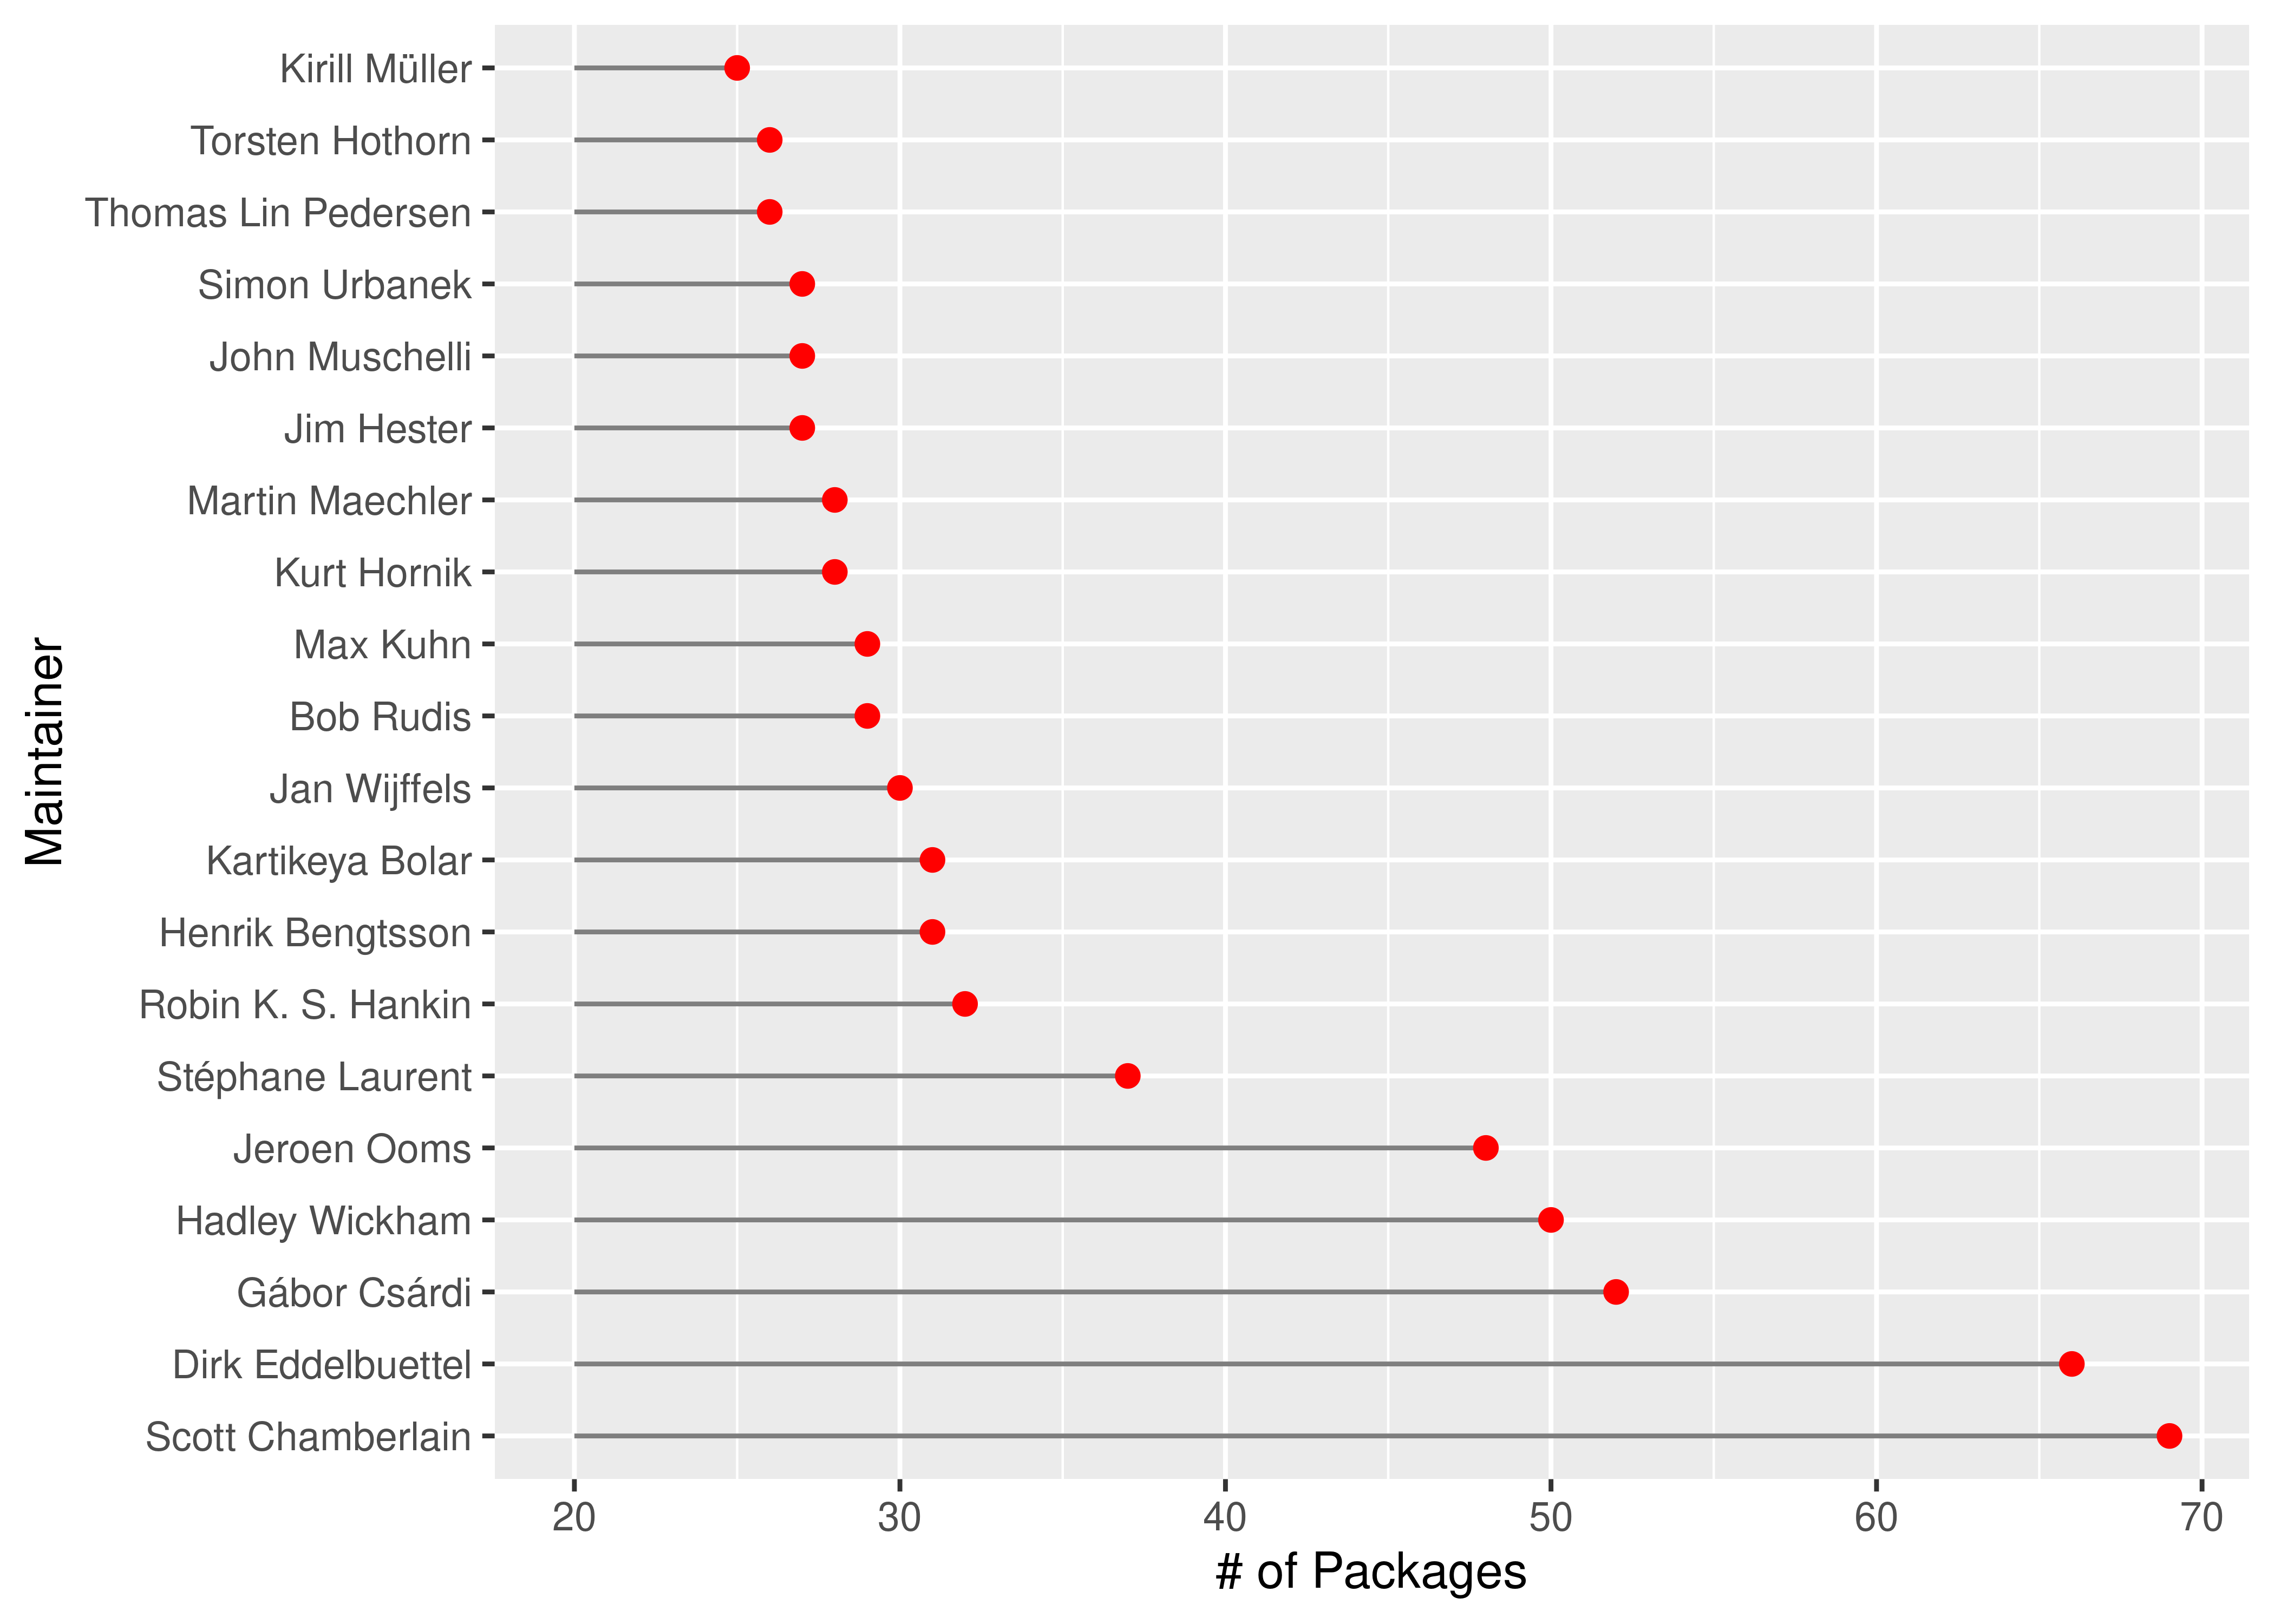 Kirill Müller
Torsten Hothorn
Thomas Lin Pedersen
Simon Urbanek
John Muschelli
Jim Hester
Martin Maechler
Kurt Hornik
Max Kuhn
Bob Rudis
Jan Wijffels
Kartikeya Bolar
Henrik Bengtsson
Robin K. S. Hankin
Stéphane Laurent
Jeroen Ooms
Hadley Wickham
Gábor Csárdi
Dirk Eddelbuettel
Scott Chamberlain
Maintainer
20 30 40 50 60 70
# of Packages